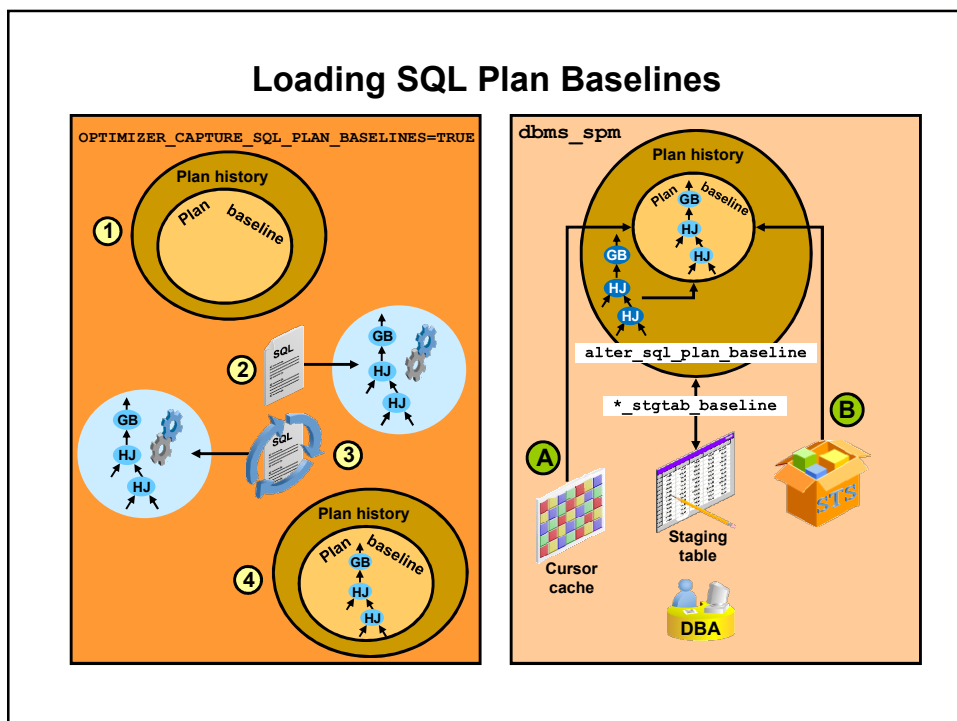 Loading SQL Plan Baselines
OPTIMIZER_CAPTURE_SQL_PLAN_BASELINES=TRUE
Plan history
Plan baseline
1
2
SQL
GB
HJ
HJ
3
SQL
GB
HJ
HJ
4
Plan history
Plan baseline
GB
HJ
HJ
dbms_spm
Plan history
Plan baseline
GB
HJ
HJ
GB
HJ
HJ
alter_sql_plan_baseline
*_stgtab_baseline
A
B
STS
Cursor
cache
Staging
table
DBA